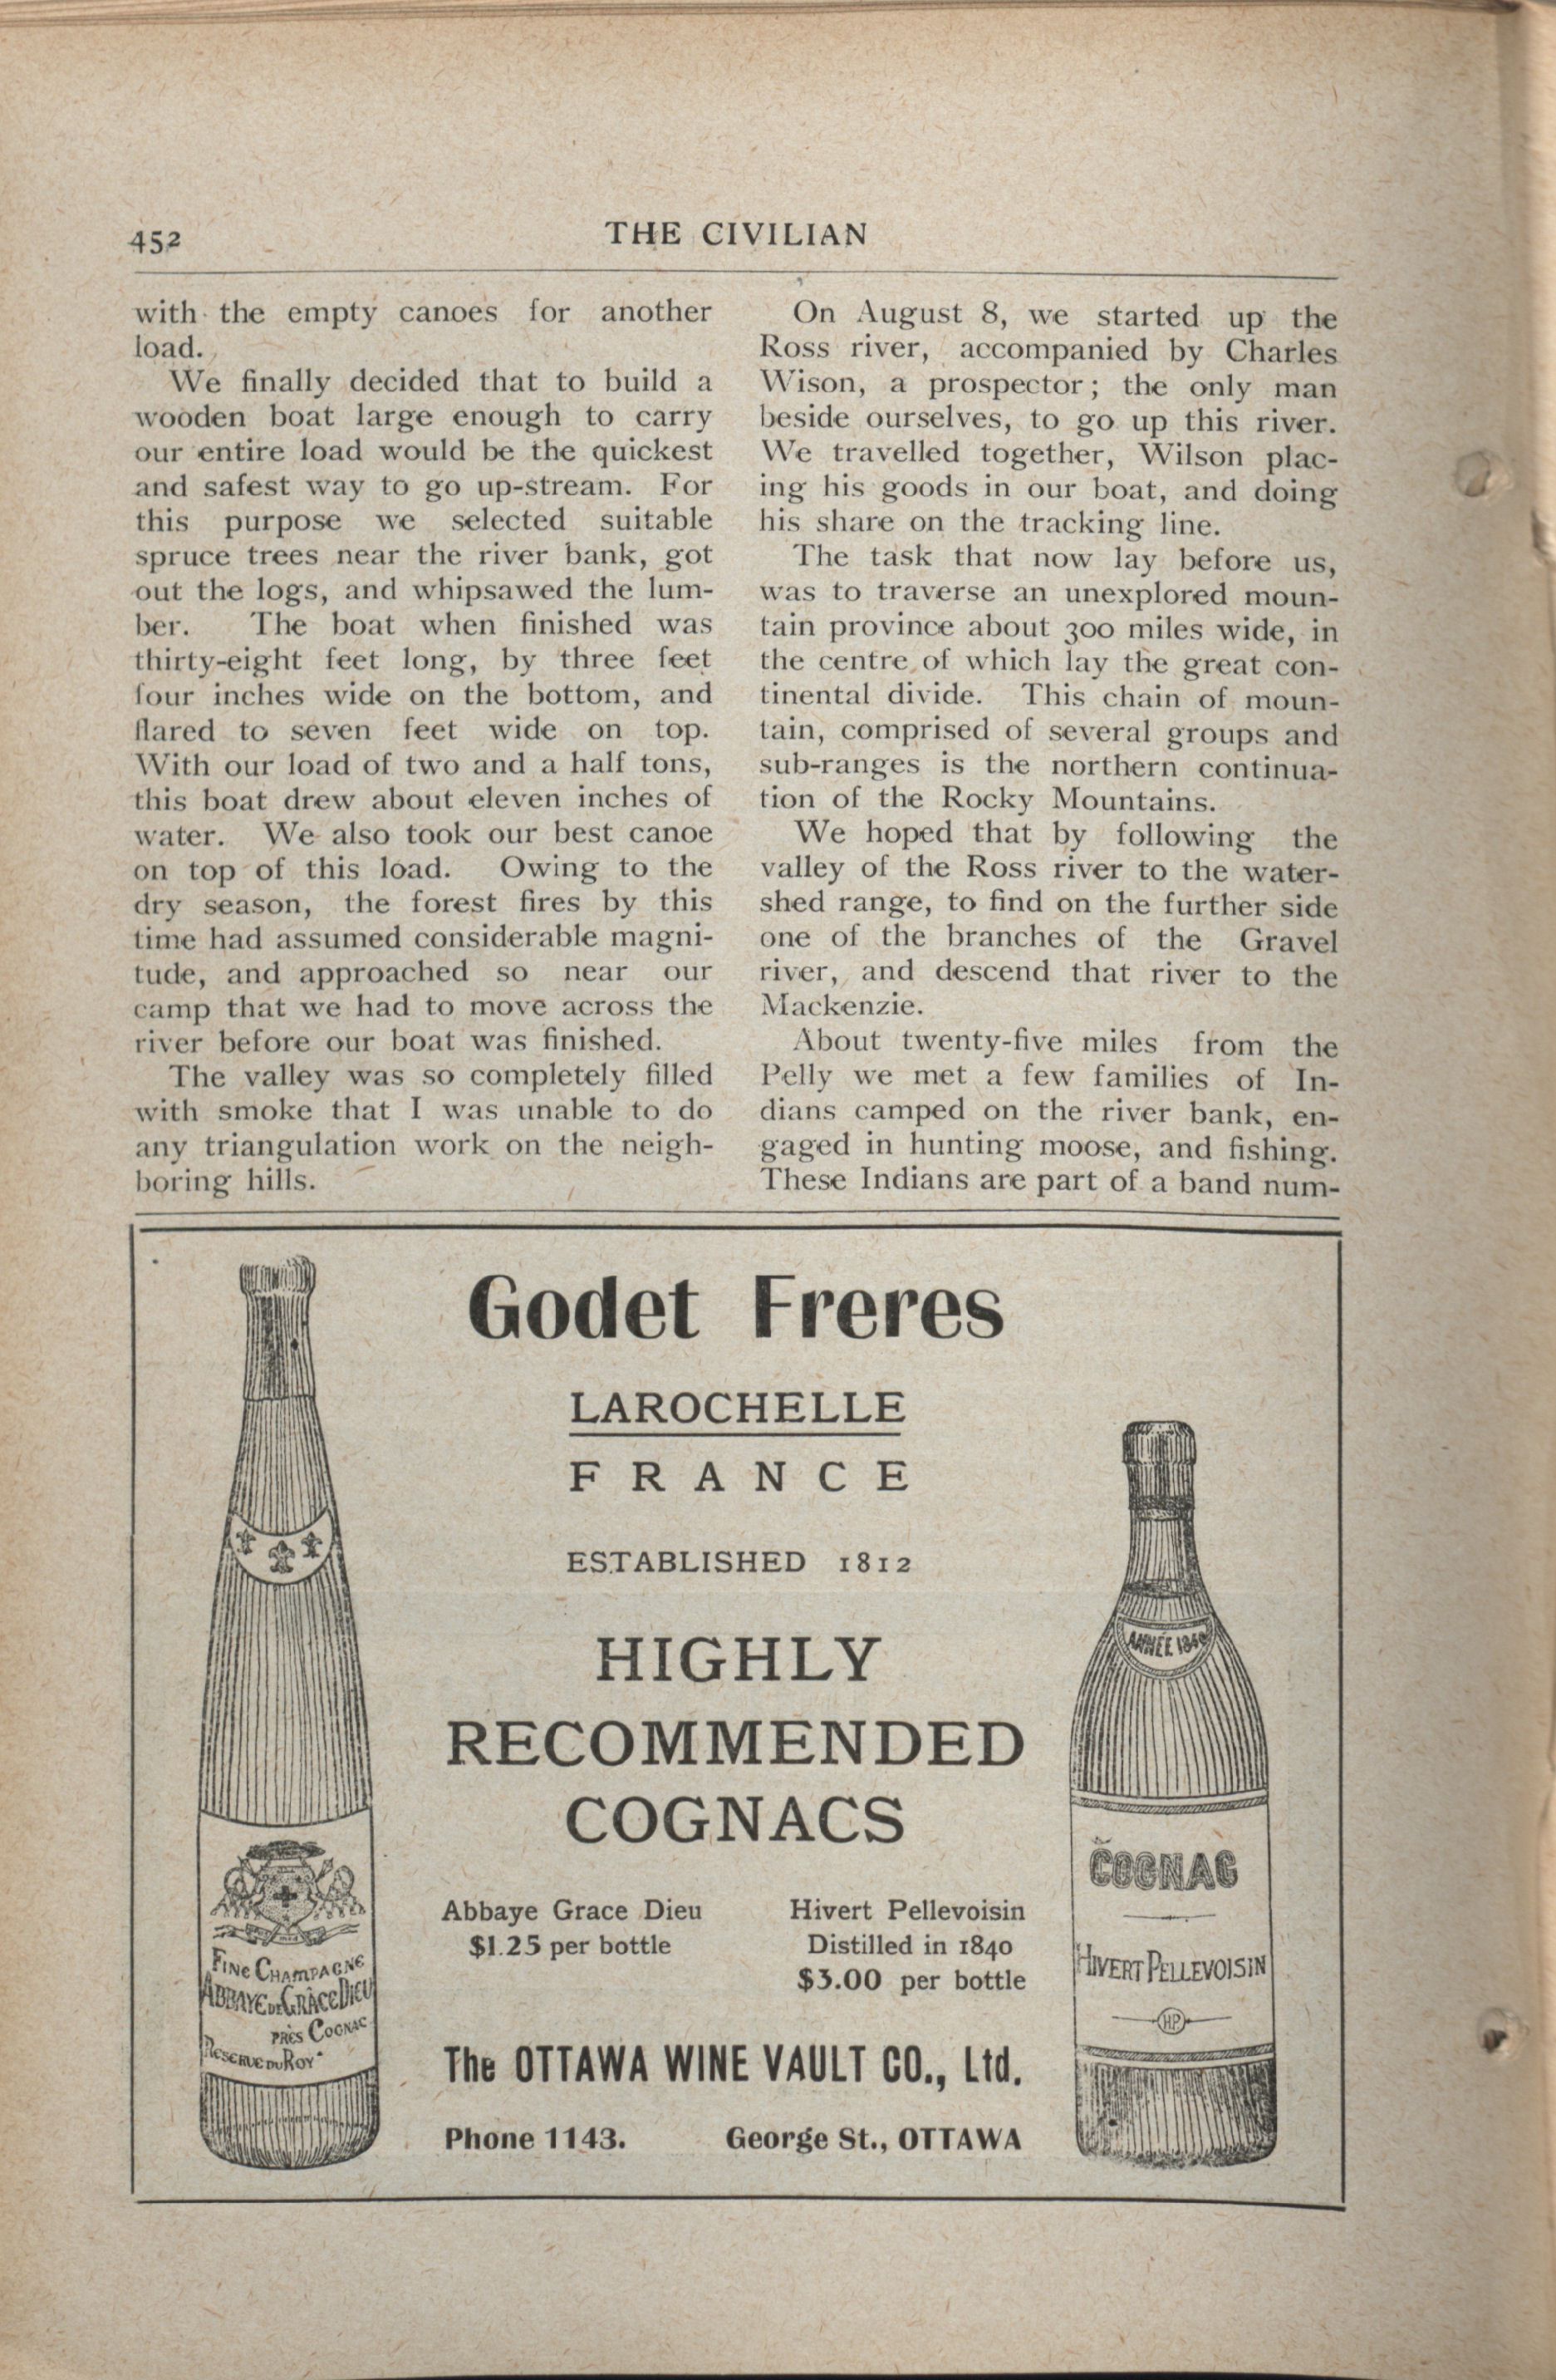 452
THE CIVILIAN
with the empty canoes for another
load.
We finally decided that to build a
wooden boat large enough to carry
our entire load would be the quickest
and safest way to go up-stream. For
this purpose we selected suitable
spruce trees near the river bank, got
out the logs, and whipsawed the lum-
ber. The boat when finished was
thirty-eight feet long, by three feet
four inches wide on the bottom, and
flared to seven feet wide on top.
With our load of two and a half tons,
this boat drew about eleven inches of
water. We also took our best canoe
on top of this load. Owing to the
dry season, the forest fires by this
time had assumed considerable magni-
tude, and approached so near our
camp that we had to move across the
river before our boat was finished.
The valley was so completely filled
with smoke that I was unable to do
any triangulation work on the neigh-
boring hills.
On August 8, we started up the
Ross river, accompanied by Charles
Wison, a prospector; the only man
beside ourselves, to go up this river.
We travelled together, Wilson plac-
ing his goods in our boat, and doing
his share on the tracking line.
The task that now lay before us,
was to traverse an unexplored moun-
tain province about 300 miles wide, in
the centre of which lay the great con-
tinental divide. This chain of moun-
tain, comprised of several groups and
sub-ranges is the northern continua-
tion of the Rocky Mountains.
We hoped that by following the
valley of the Ross river to the water-
shed range, to find on the further side
one of the branches of the Gravel
river, and descend that river to the
Mackenzie.
About twenty-five miles from the
Pelly we met a few families of In-
dians camped on the river bank, en-
gaged in hunting moose, and fishing.
These Indians are part of a band num-
Godet Freres
LAROCHELLE
FRANCE
ESTABLISHED 1812
HIGHLY
RECOMMENDED
COGNACS
Abbaye Grace Dieu
$1.25 per bottle
Hivert Pellevoisin
Distilled in 1840
$3.00 per bottle
The OTTAWA WINE VAULT CO., Ltd.
Phone 1143. George St., OTTAWA
FINE CHAMPAGNE
ABBAYE DE GRÂCE DIEU
PRÈS COGNAC
RESERVE DU ROY
ANNÉE 1840
COGNAC
HIVERT PELLEVOISIN
HP